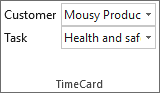 Customer Mousy Produc
Task Health and saf
TimeCard